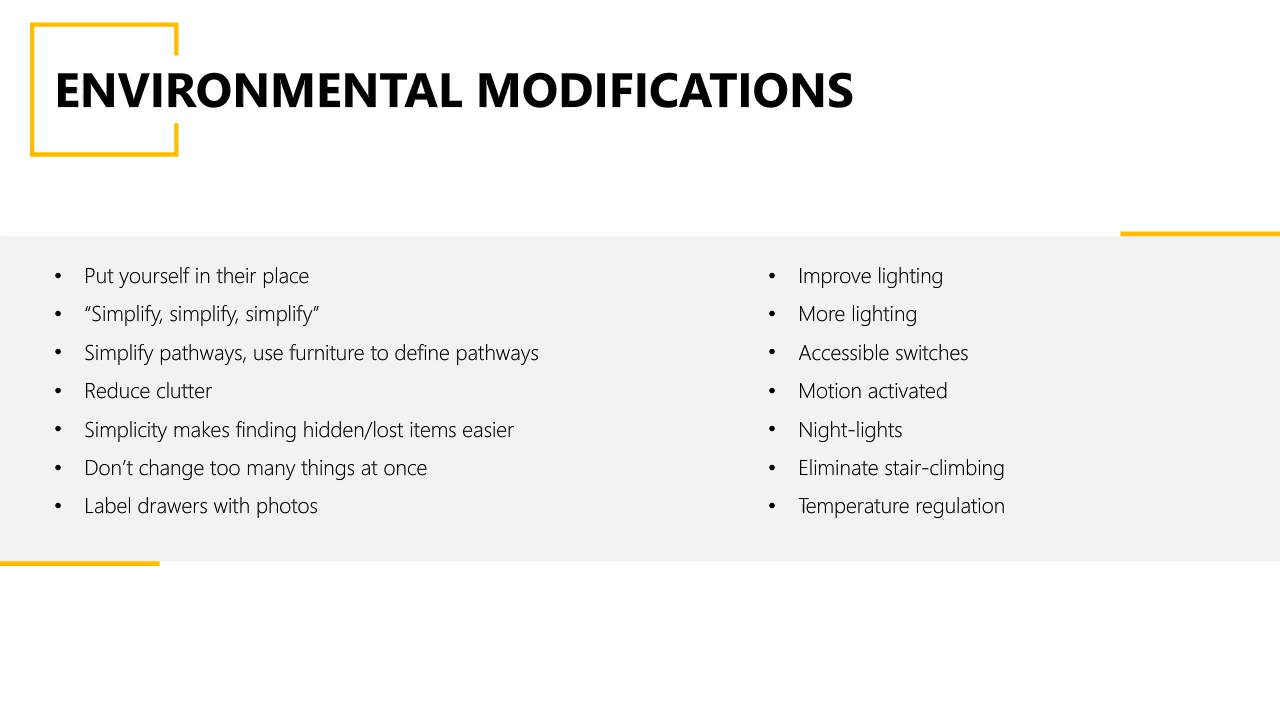 ENVIRONMENTAL MODIFICATIONS
• Put yourself in their place
• “Simplify, simplify, simplify”
• Simplify pathways, use furniture to define pathways
• Reduce clutter
• Simplicity makes finding hidden/lost items easier
• Don’t change too many things at once
• Label drawers with photos
• Improve lighting
• More lighting
• Accessible switches
• Motion activated
• Night-lights
• Eliminate stair-climbing
• Temperature regulation